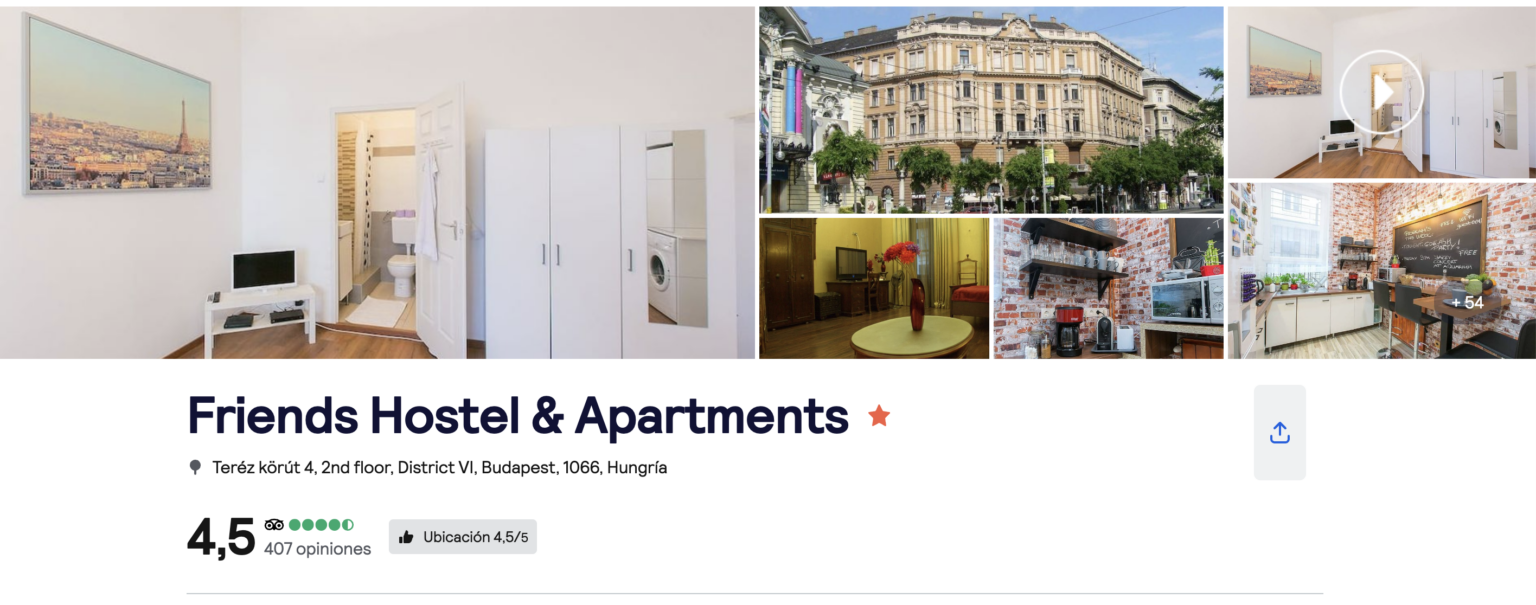 + 54
Friends Hostel & Apartments
Teréz körút 4, 2nd floor, District VI, Budapest, 1066, Hungría
4,5
407 opiniones
Ubicación 4,5/5